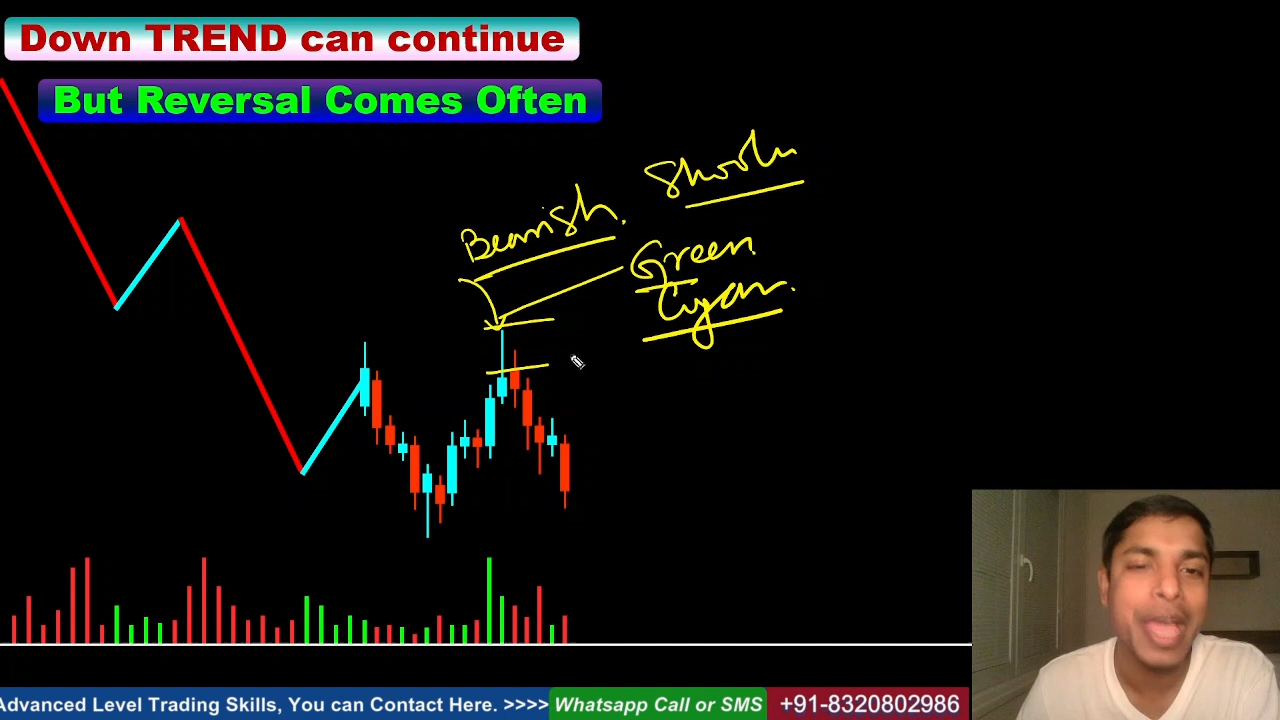 Down TREND can continue
But Reversal Comes Often
Bearish.
Green
Cyan.
Advanced Level Trading Skills, You can Contact Here. >>>> Whatsapp Call or SMS +91-8320802986